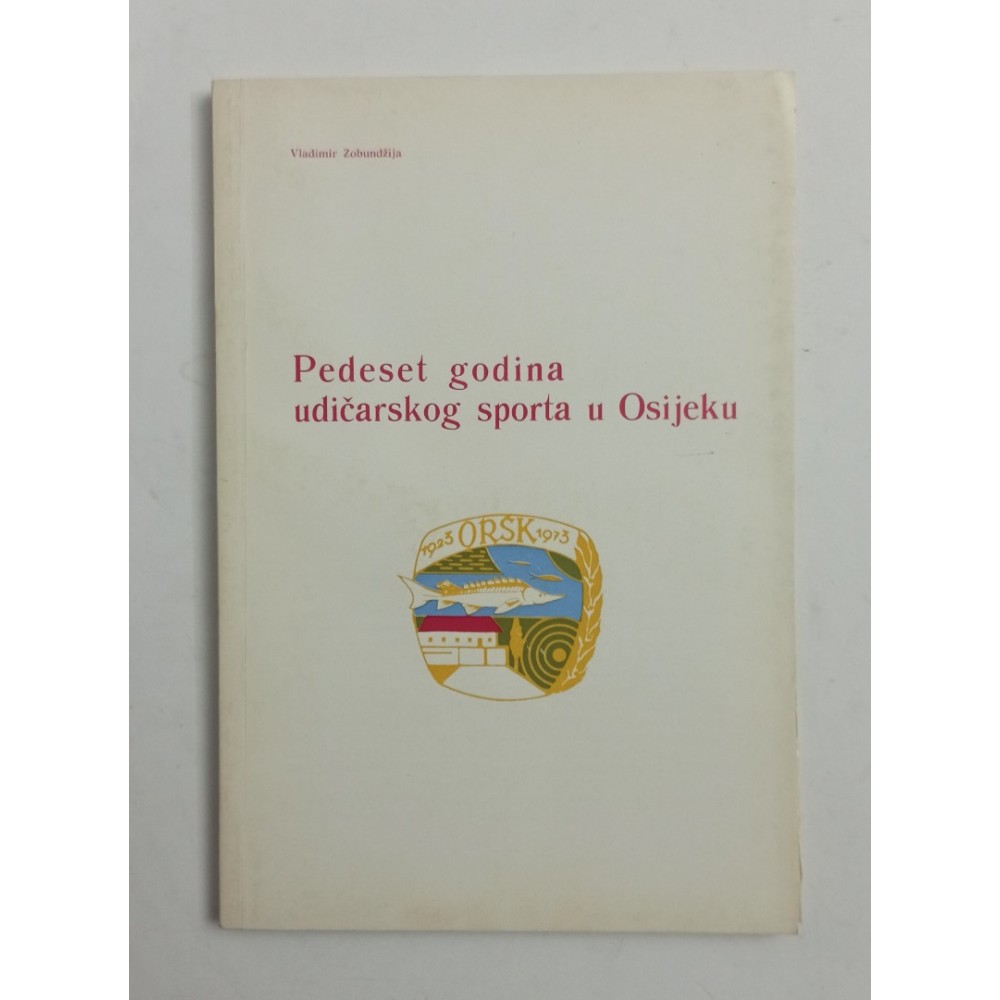 Vladimir Zobundžija
Pedeset godina
udičarskog sporta u Osijeku
1923 ORŠK 1973